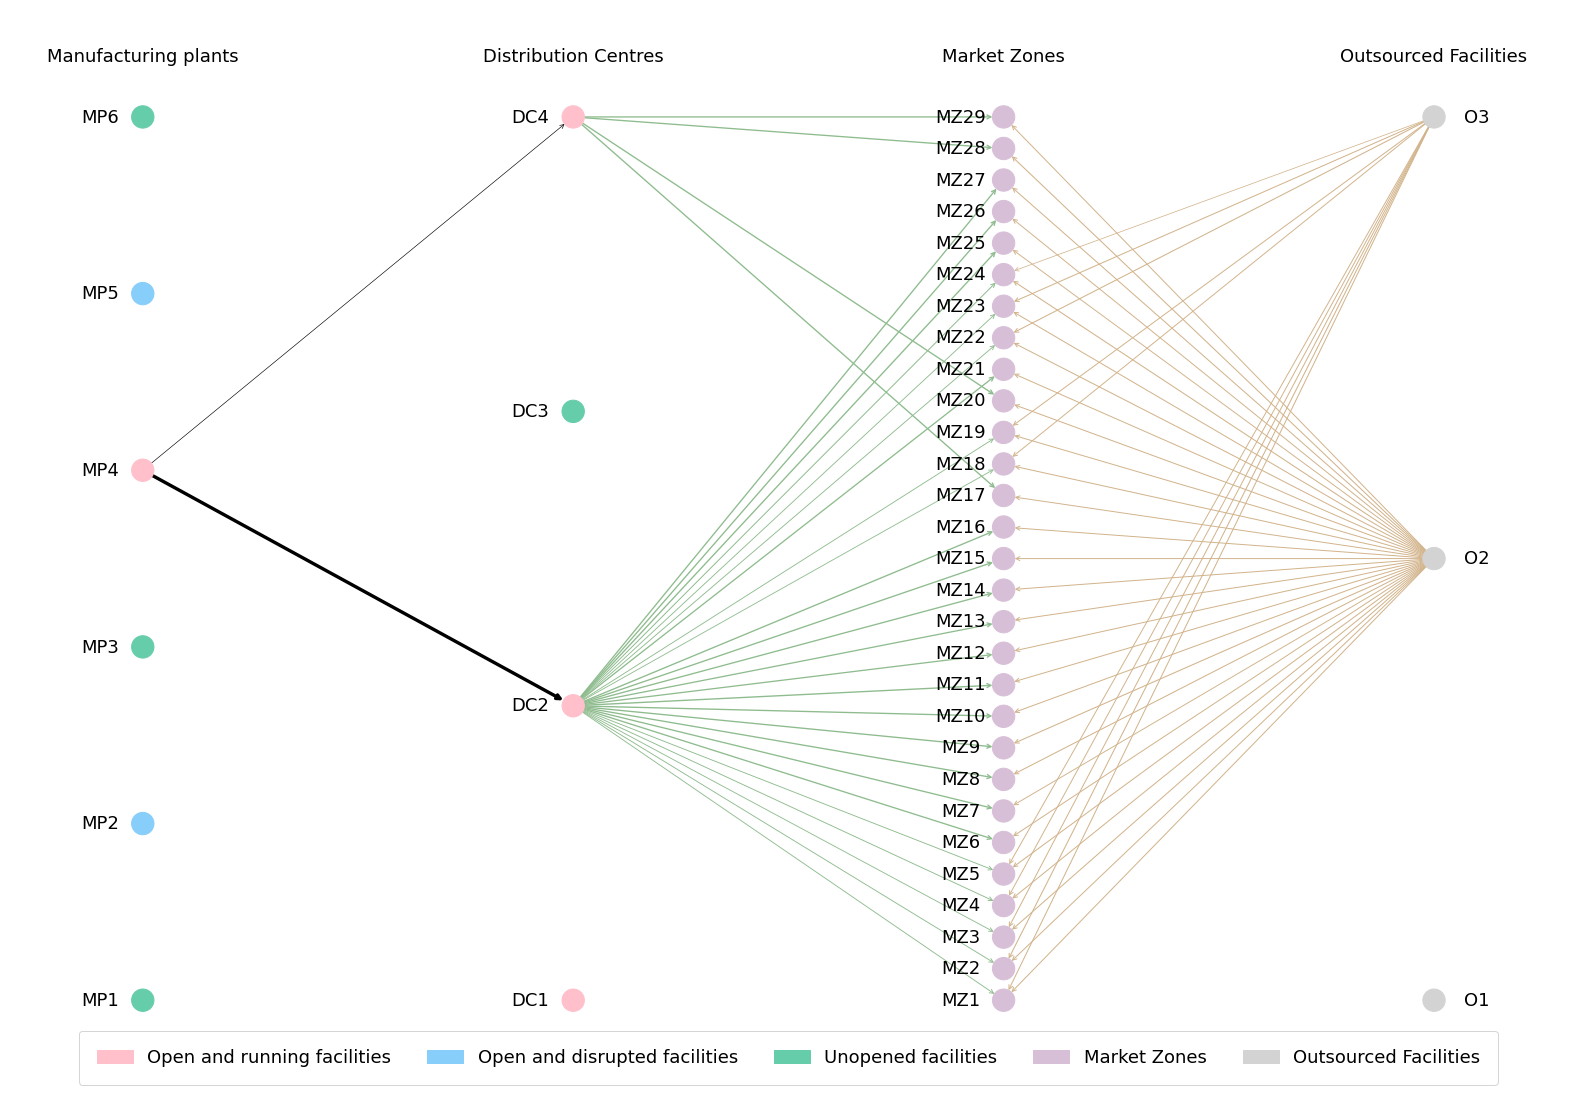 Manufacturing plants
Distribution Centres
Market Zones
Outsourced Facilities
MP6
MP5
MP4
MP3
MP2
MP1
DC4
DC3
DC2
DC1
MZ29
MZ28
MZ27
MZ26
MZ25
MZ24
MZ23
MZ22
MZ21
MZ20
MZ19
MZ18
MZ17
MZ16
MZ15
MZ14
MZ13
MZ12
MZ11
MZ10
MZ9
MZ8
MZ7
MZ6
MZ5
MZ4
MZ3
MZ2
MZ1
O3
O2
O1
Open and running facilities
Open and disrupted facilities
Unopened facilities
Market Zones
Outsourced Facilities